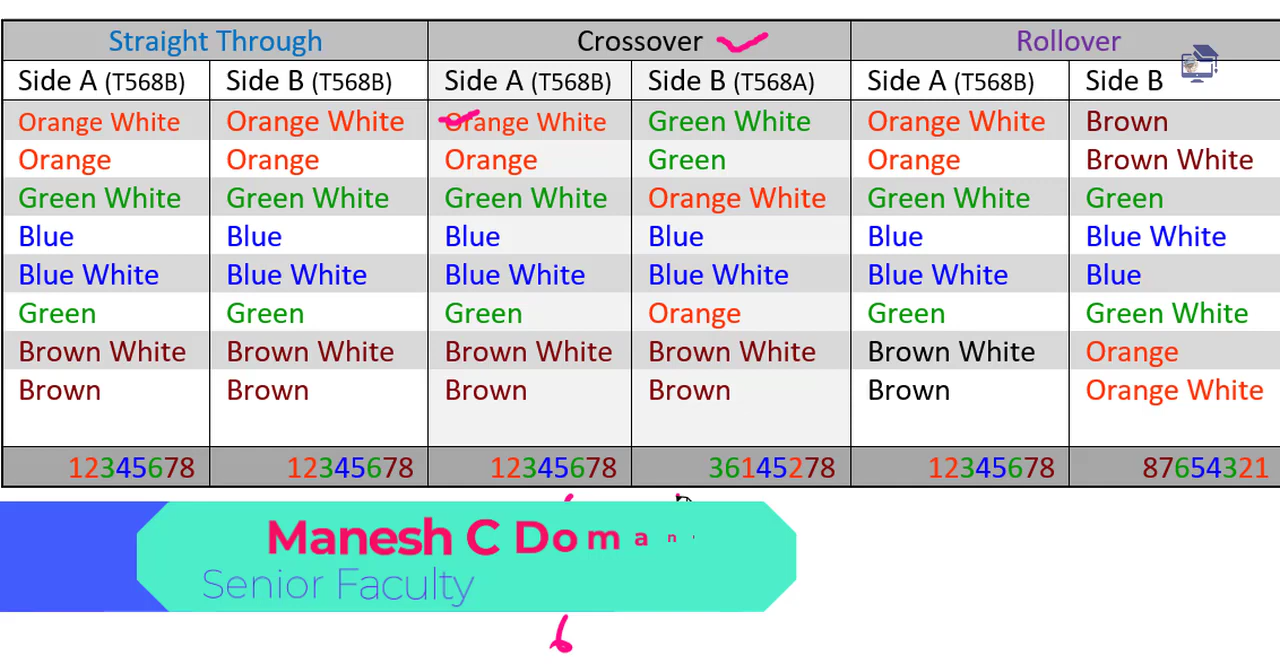 Straight Through Crossover Rollover
Side A (T568B) Side B (T568B) Side A (T568B) Side B (T568A) Side A (T568B) Side B
Orange White Orange White Orange White Green White Orange White Brown
Orange Orange Orange Green Orange Brown White
Green White Green White Green White Orange White Green White Green
Blue Blue Blue Blue Blue Blue White
Blue White Blue White Blue White Blue White Blue White Blue
Green Green Green Orange Green Green White
Brown White Brown White Brown White Brown White Brown White Orange
Brown Brown Brown Brown Brown Orange White
12345678 12345678 12345678 36145278 12345678 87654321
Manesh C Doman
Senior Faculty
6